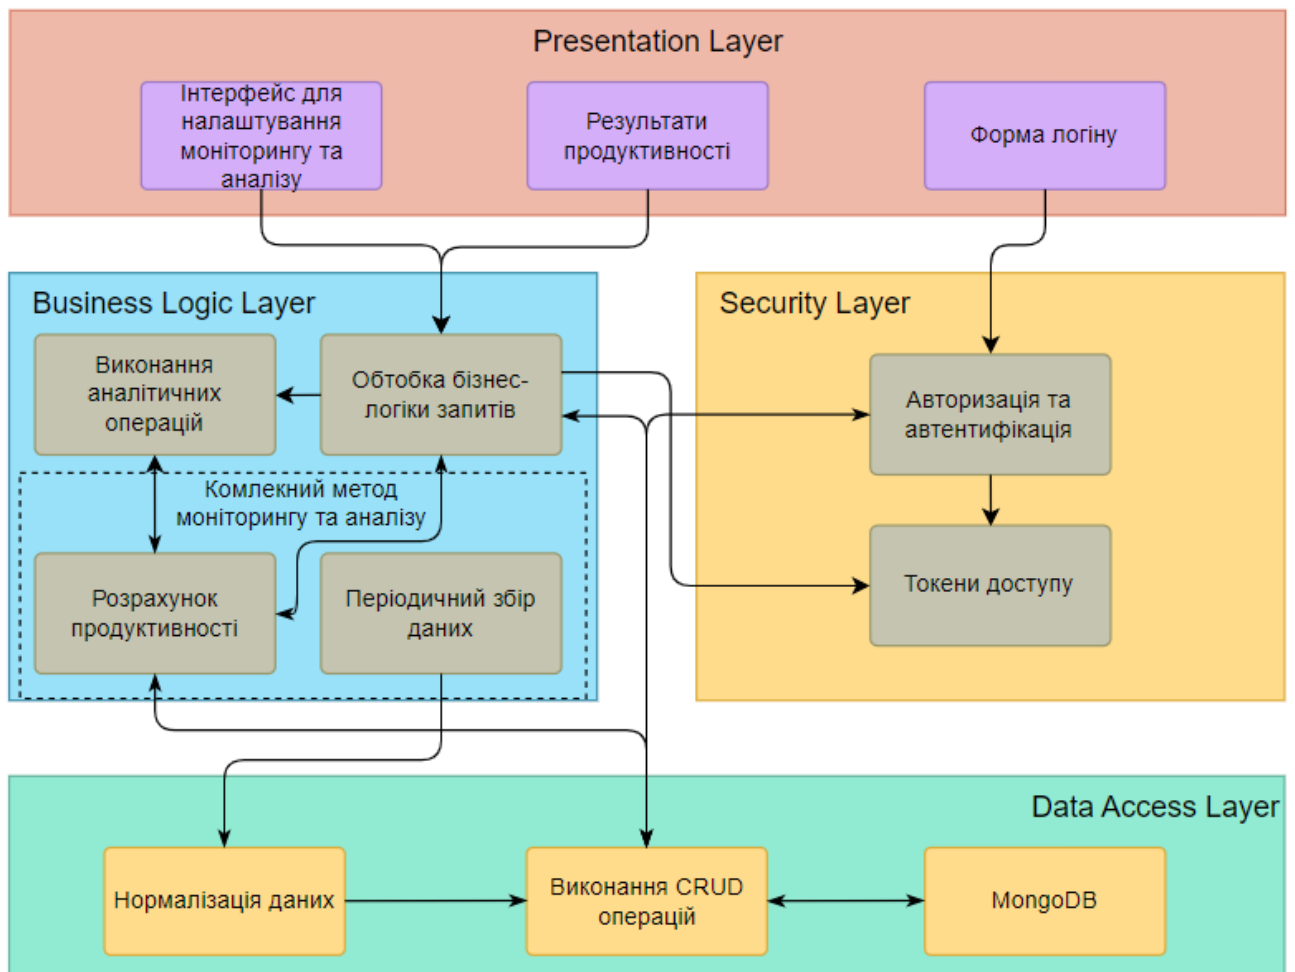 Presentation Layer
Інтерфейс для
налаштування
моніторингу та
аналізу
Результати
продуктивності
Форма логіну
Business Logic Layer
Виконання
аналітичних
операцій
Обтобка бізнес-
логіки запитів
Комлекний метод
моніторингу та аналізу
Розрахунок
продуктивності
Періодичний збір
даних
Security Layer
Авторизація та
автентифікація
Токени доступу
Data Access Layer
Нормалізація даних
Виконання CRUD
операцій
MongoDB